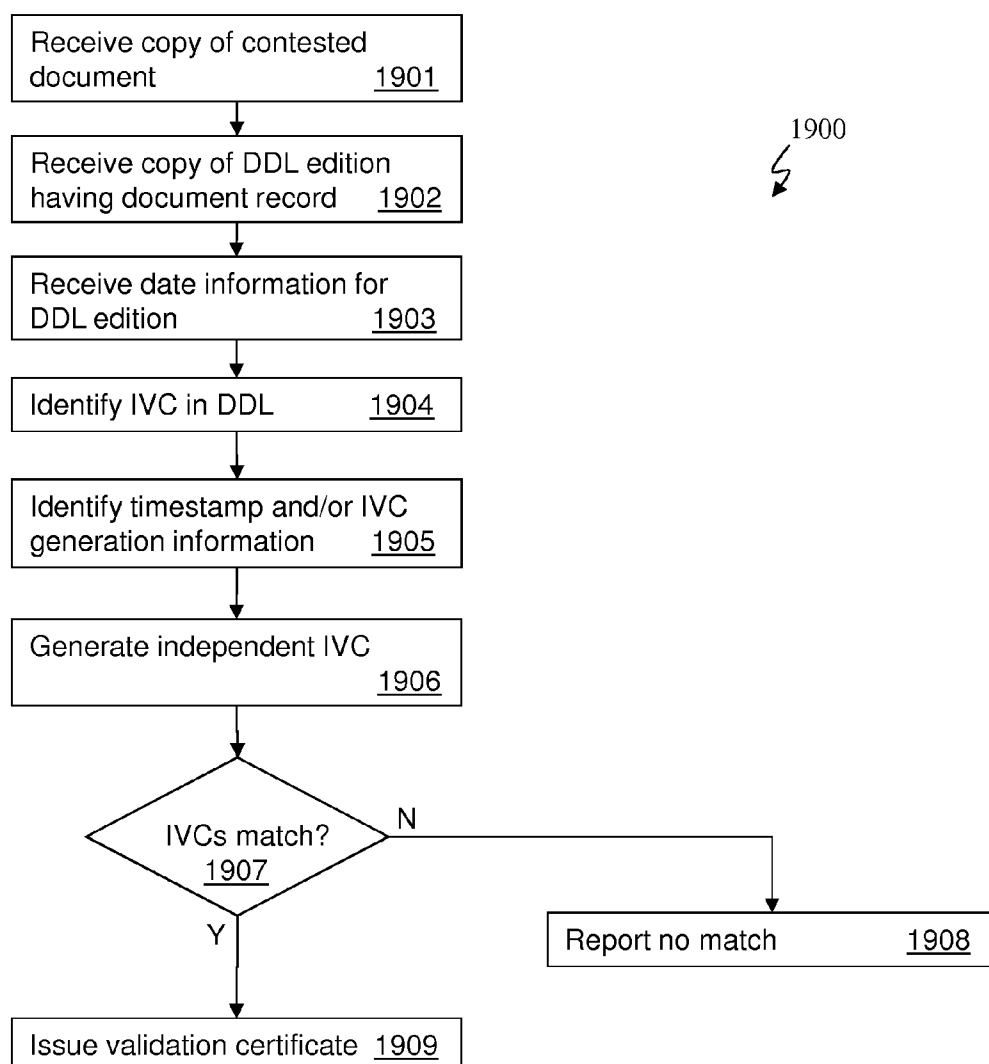 Receive copy of contested
document 1901
1900
Receive copy of DDL edition
having document record 1902
Receive date information for
DDL edition 1903
Identify IVC in DDL 1904
Identify timestamp and/or IVC
generation information 1905
Generate independent IVC
1906
N
IVCs match?
1907
Y
Report no match 1908
Issue validation certificate 1909